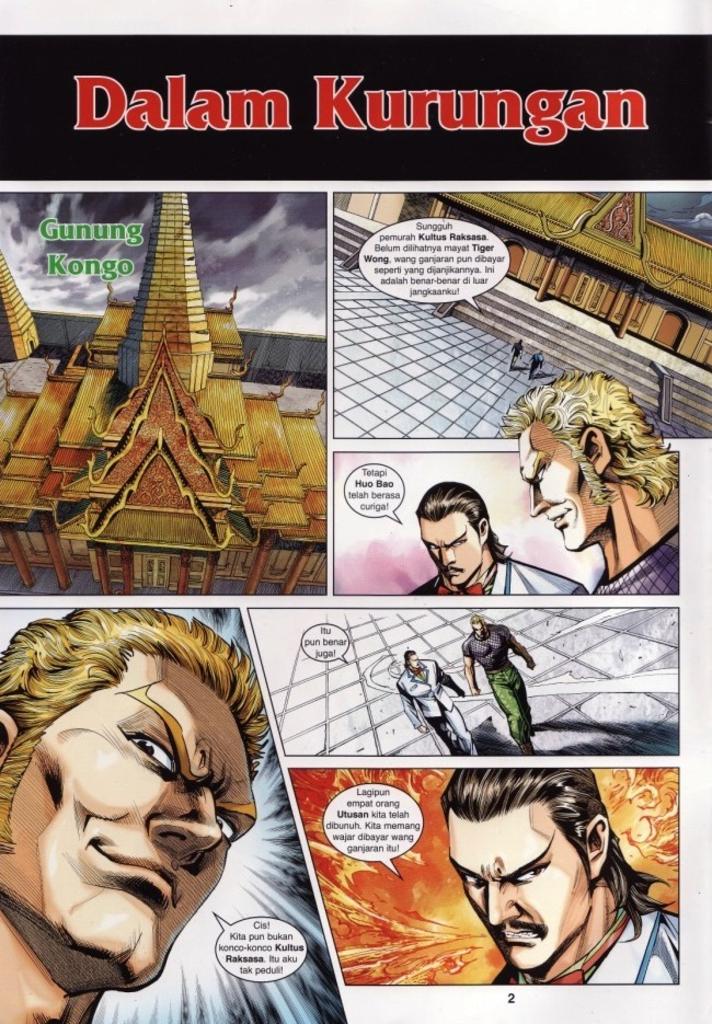 Dalam Kurungan
Gunung
Kongo
Sungguh
pemurah Kultus Raksasa.
Belum dilihatnya mayat Tiger
Wong, wang ganjaran pun dibayar
seperti yang dijanjikannya. Ini
adalah benar-benar di luar
jangkaanku!
Tetapi
Huo Bao
telah berasa
curiga!
Itu
pun benar
juga!
Lagipun
empat orang
Utusan kita telah
dibunuh. Kita memang
wajar dibayar wang
ganjaran itu!
Cis!
Kita pun bukan
konco-konco Kultus
Raksasa. Itu aku
tak peduli!
2